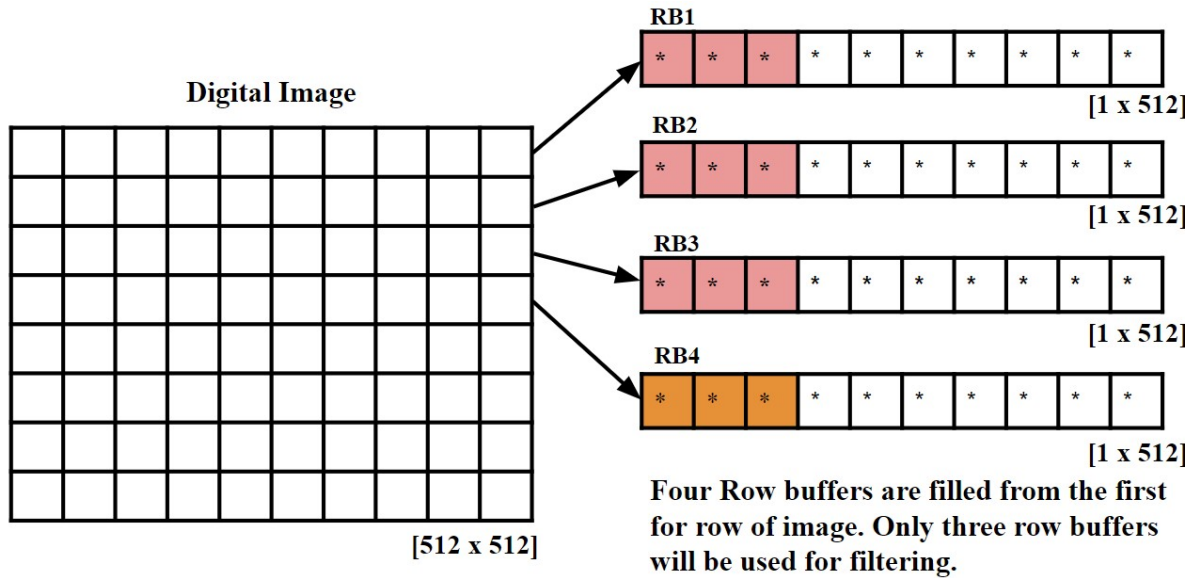 Digital Image
[512 x 512]
RB1
* * * * * * * * * *
[1 x 512]
RB2
* * * * * * * * * *
[1 x 512]
RB3
* * * * * * * * * *
[1 x 512]
RB4
* * * * * * * * * *
[1 x 512]
Four Row buffers are filled from the first
for row of image. Only three row buffers
will be used for filtering.